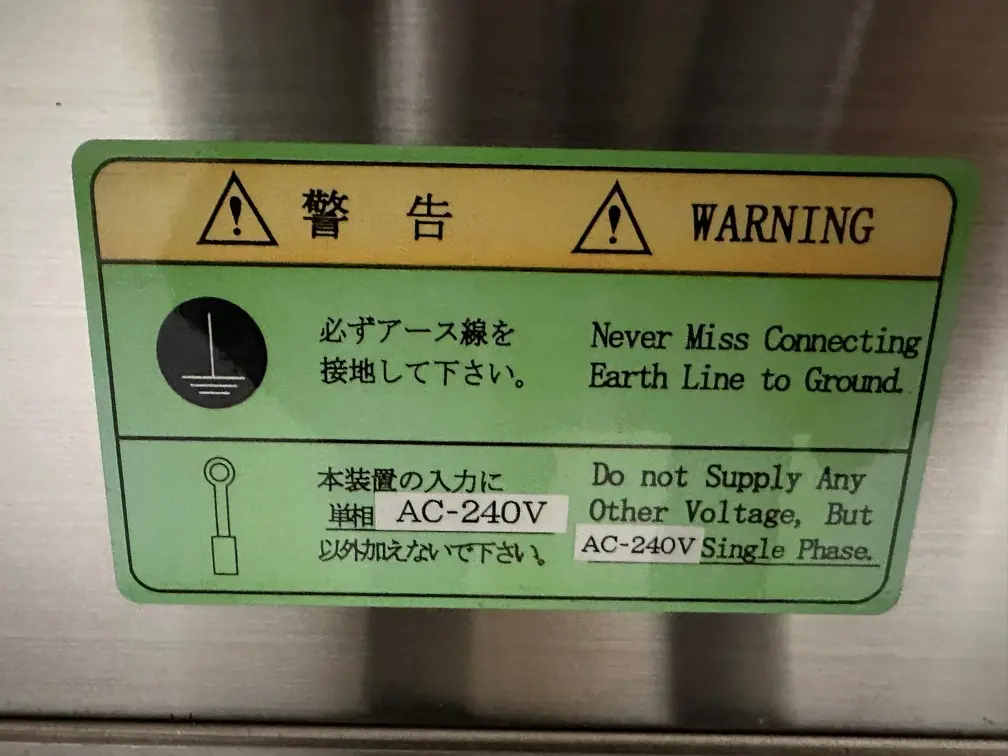 警 告
WARNING
必ずアース線を
接地して下さい。
Never Miss Connecting
Earth Line to Ground.
本装置の入力に
単相 AC-240V
以外加えないで下さい。
Do not Supply Any
Other Voltage, But
AC-240V Single Phase.